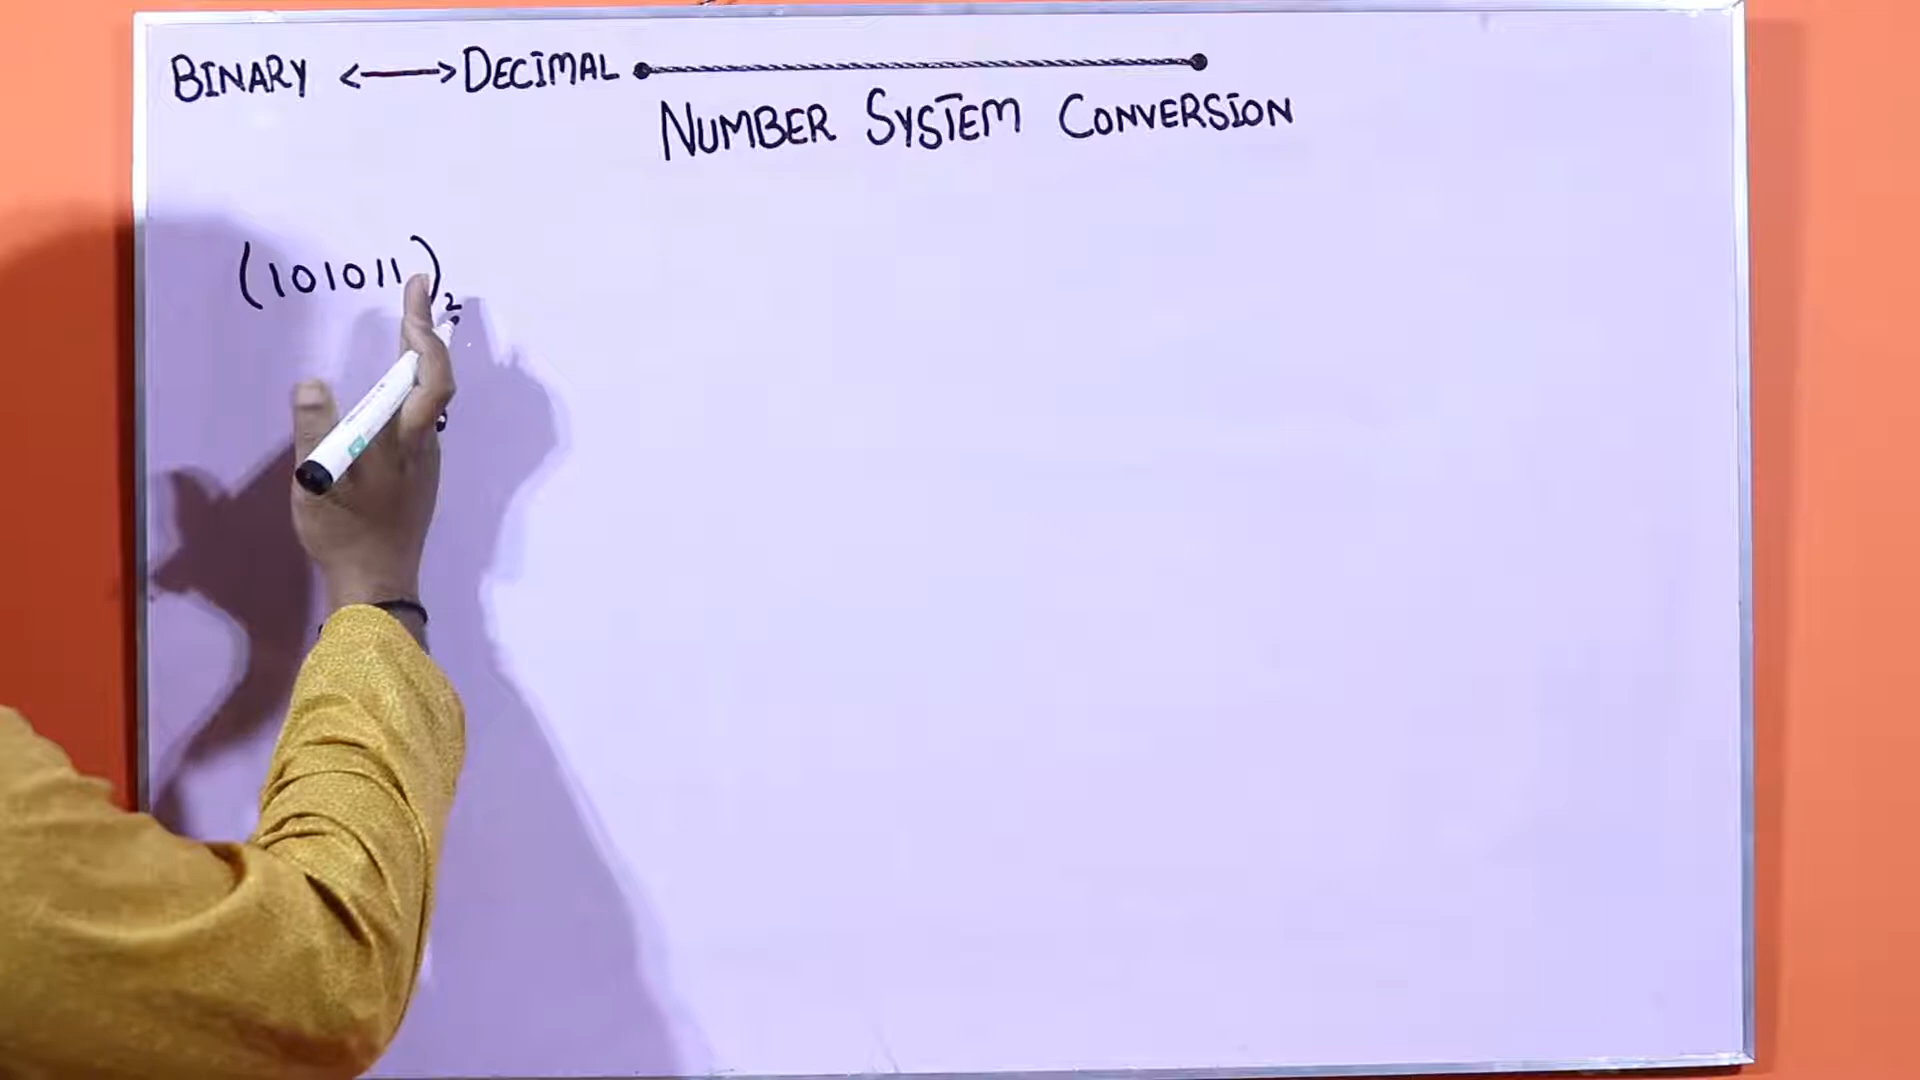 BINARY <—> DECIMAL
NUMBER SYSTEM CONVERSION
(101011)2